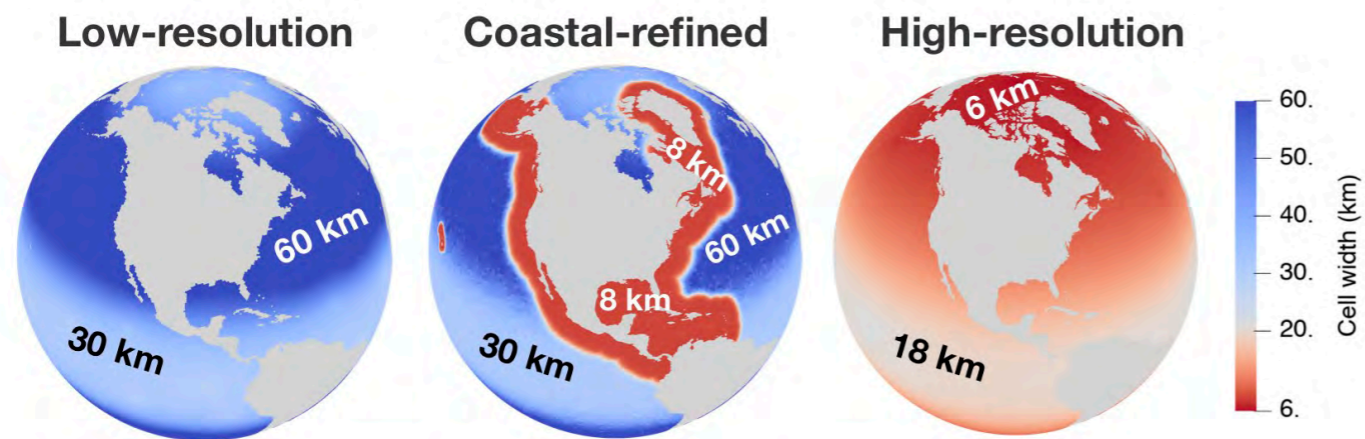 Low-resolution
Coastal-refined
High-resolution
60 km
30 km
8 km
60 km
8 km
30 km
6 km
18 km
60.
50.
40.
30.
20.
6.
Cell width (km)